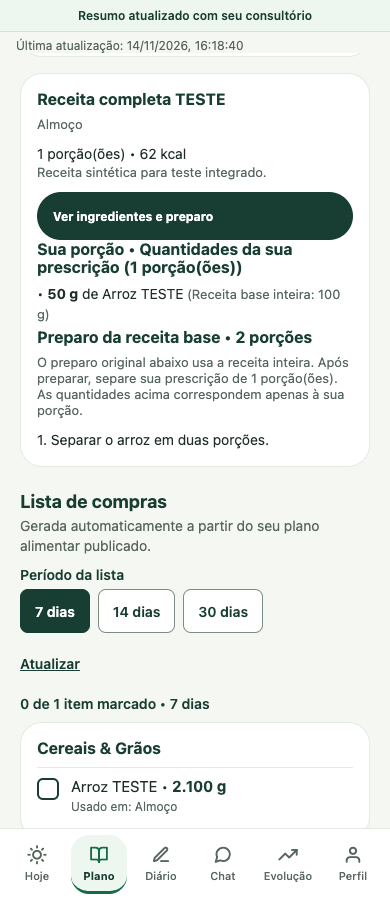 Resumo atualizado com seu consultório
Última atualização: 14/11/2026, 16:18:40
Receita completa TESTE
Almoço
1 porção(ões) • 62 kcal
Receita sintética para teste integrado.
Ver ingredientes e preparo
Sua porção • Quantidades da sua
prescrição (1 porção(ões))
• 50 g de Arroz TESTE (Receita base inteira: 100
g)
Preparo da receita base • 2 porções
O preparo original abaixo usa a receita inteira. Após
preparar, separe sua prescrição de 1 porção(ões).
As quantidades acima correspondem apenas à sua
porção.
1. Separar o arroz em duas porções.
Lista de compras
Gerada automaticamente a partir do seu plano
alimentar publicado.
Período da lista
7 dias 14 dias 30 dias
Atualizar
0 de 1 item marcado • 7 dias
Cereais & Grãos
Arroz TESTE • 2.100 g
Usado em: Almoço
Hoje Plano Diário Chat Evolução Perfil